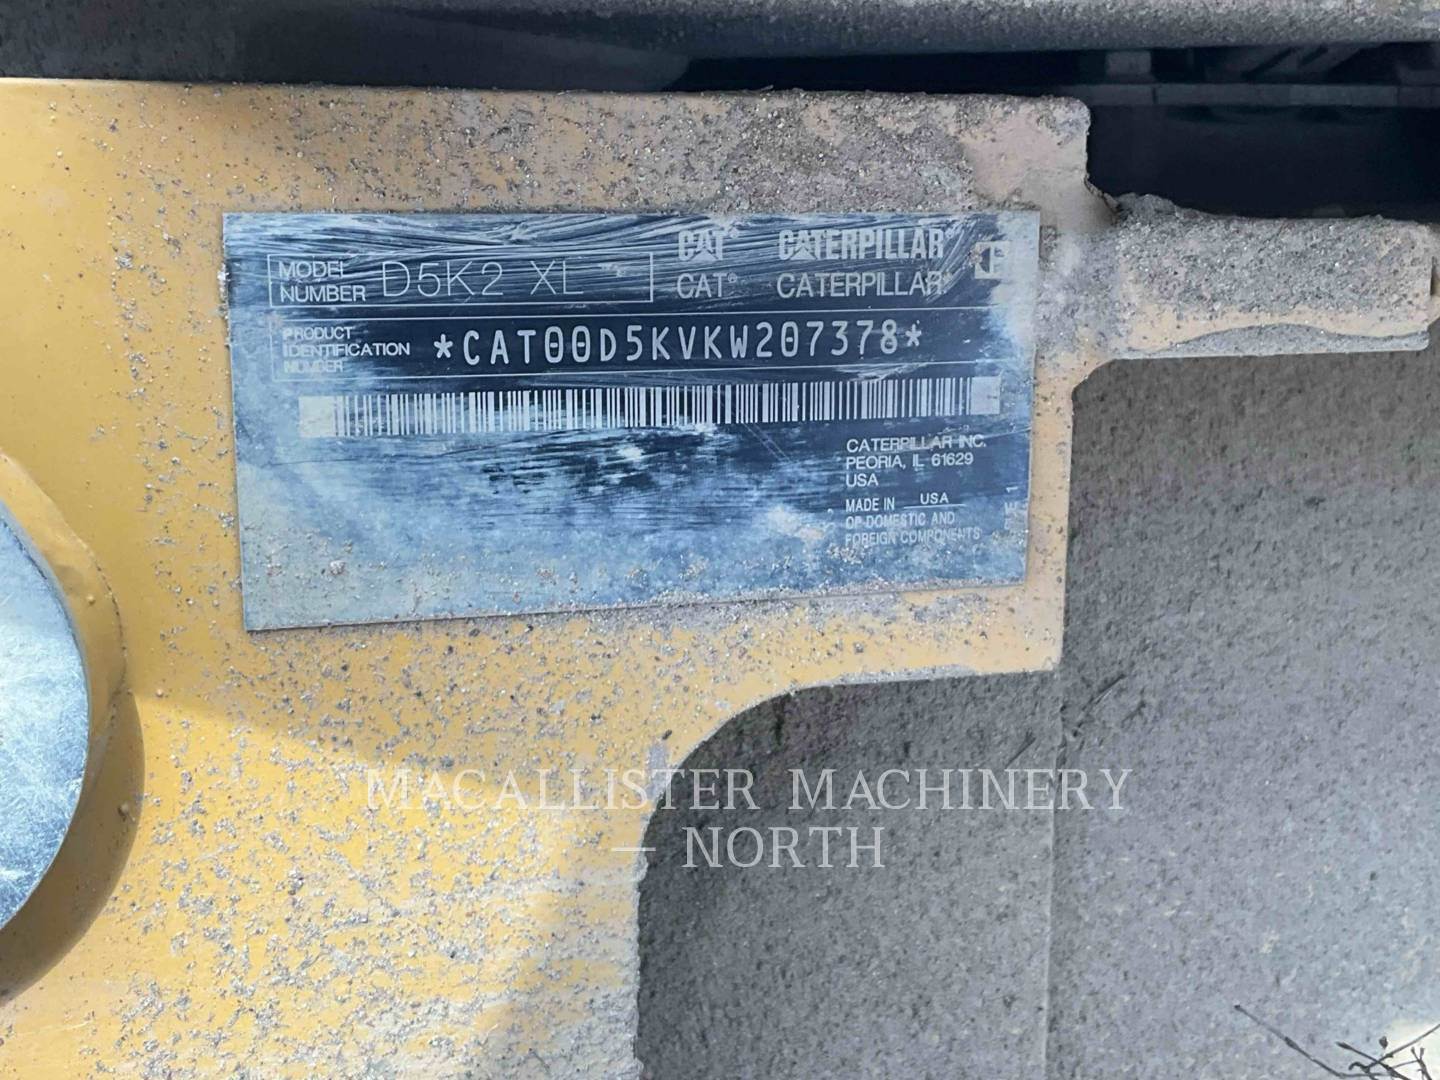 MODEL NUMBER D5K2 XL
CAT® CATERPILLAR®
CAT® CATERPILLAR®
PRODUCT
IDENTIFICATION
NUMBER
*CAT00D5KVKW207378*
CATERPILLAR INC.
PEORIA, IL 61629
USA
MADE IN USA
OF DOMESTIC AND
FOREIGN COMPONENTS
MACALLISTER MACHINERY
— NORTH